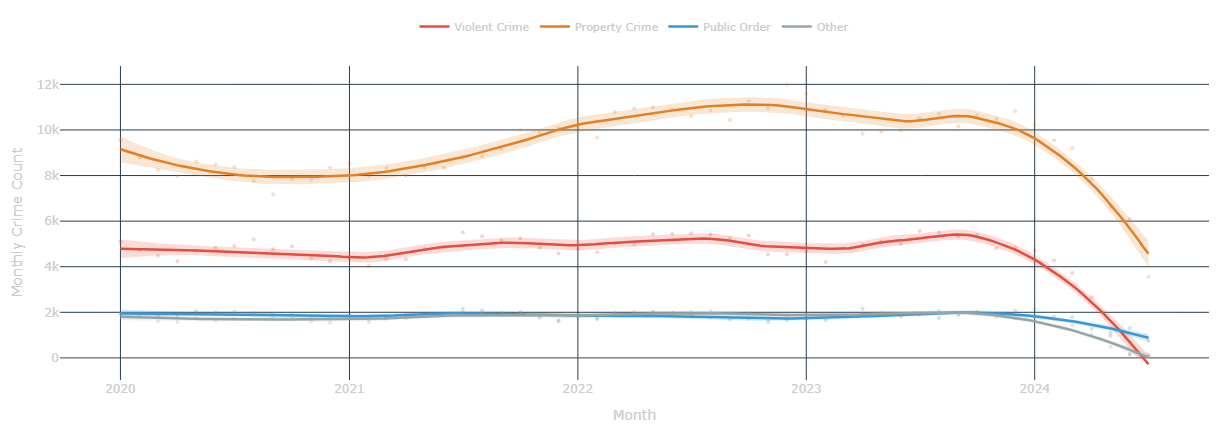 Violent Crime Property Crime Public Order Other
12k
10k
8k
6k
4k
2k
0
Monthly Crime Count
2020 2021 2022 2023 2024
Month